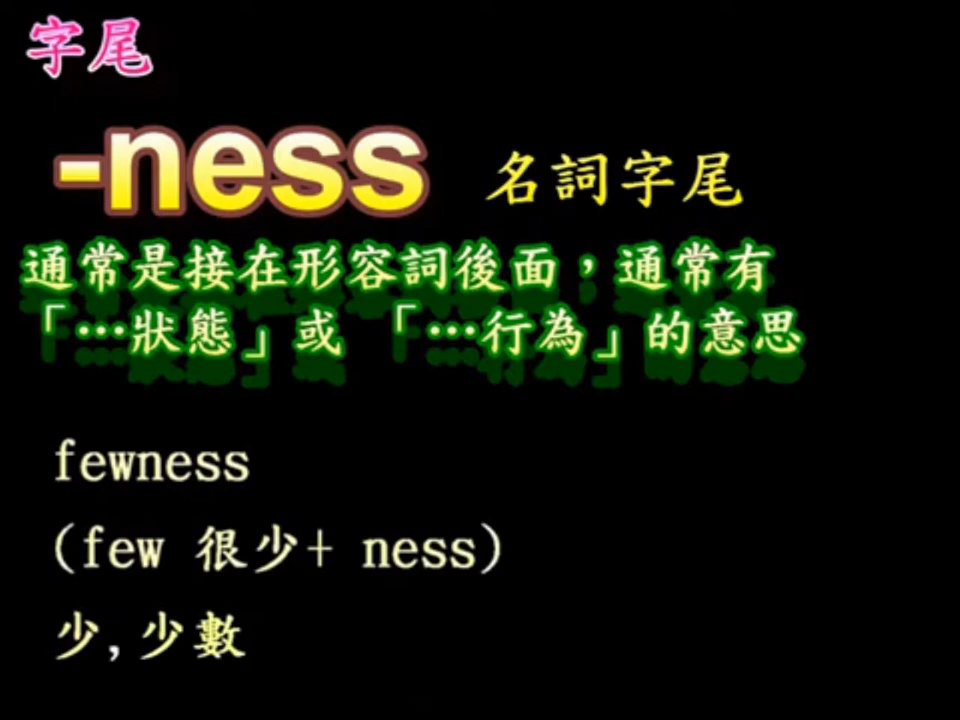 字尾
-ness 名詞字尾
通常是接在形容詞後面，通常有
「…狀態」或 「…行為」的意思
fewness
(few 很少+ ness)
少,少數